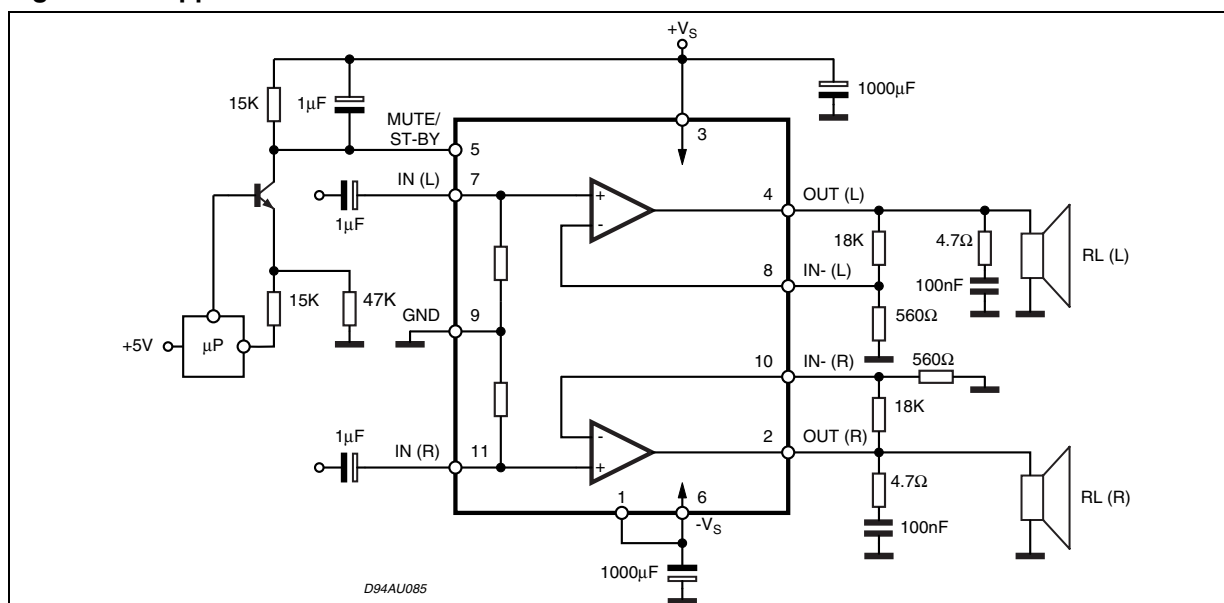 +VS
1000µF
15K
1µF
MUTE/
ST-BY
5
3
IN (L)
7
1µF
+
-
4
OUT (L)
18K
4.7Ω
RL (L)
8
IN- (L)
100nF
15K
47K
GND
9
560Ω
+5V
µP
10
IN- (R)
560Ω
18K
1µF
IN (R)
11
-
+
2
OUT (R)
4.7Ω
RL (R)
1
6
-VS
100nF
1000µF
D94AU085